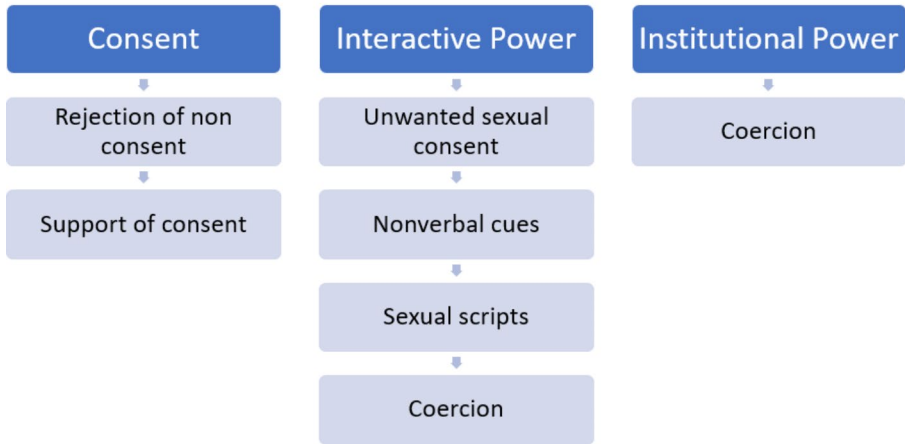 Consent
Rejection of non
consent
Support of consent
Interactive Power
Unwanted sexual
consent
Nonverbal cues
Sexual scripts
Coercion
Institutional Power
Coercion